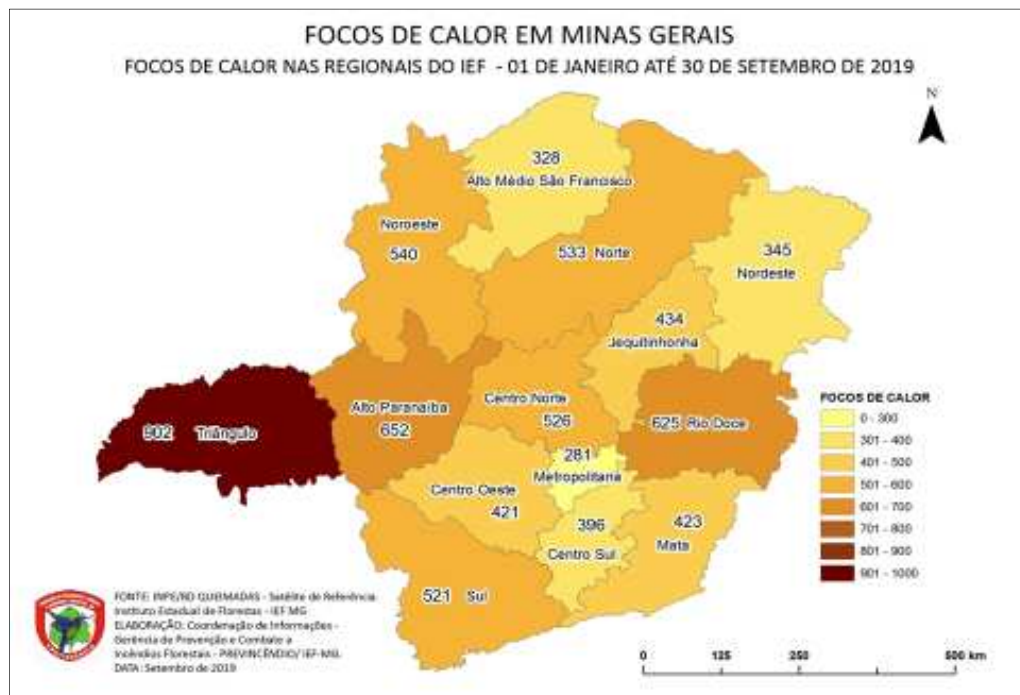 FOCOS DE CALOR EM MINAS GERAIS
FOCOS DE CALOR NAS REGIONAIS DO IEF - 01 DE JANEIRO ATÉ 30 DE SETEMBRO DE 2019
N
328
Alto Médio São Francisco
Noroeste
540
533 Norte
345
Nordeste
434
Jequitinhonha
902 Triângulo
Alto Paranaíba
652
Centro Norte
526
625 Rio Doce
281
Metropolitana
Centro Oeste
421
396
Centro Sul
423
Mata
521 Sul
FOCOS DE CALOR
0 - 300
301 - 400
401 - 500
501 - 600
601 - 700
701 - 800
801 - 900
901 - 1000
FONTE: INPE/BD QUEIMADAS - Satélite de Referência.
Instituto Estadual de Florestas - IEF MG
ELABORAÇÃO: Coordenação de Informações -
Gerência de Prevenção e Combate a
Incêndios Florestais - PREVINCÊNDIO/ IEF-MG.
DATA: Setembro de 2019
0 125 250 500 km